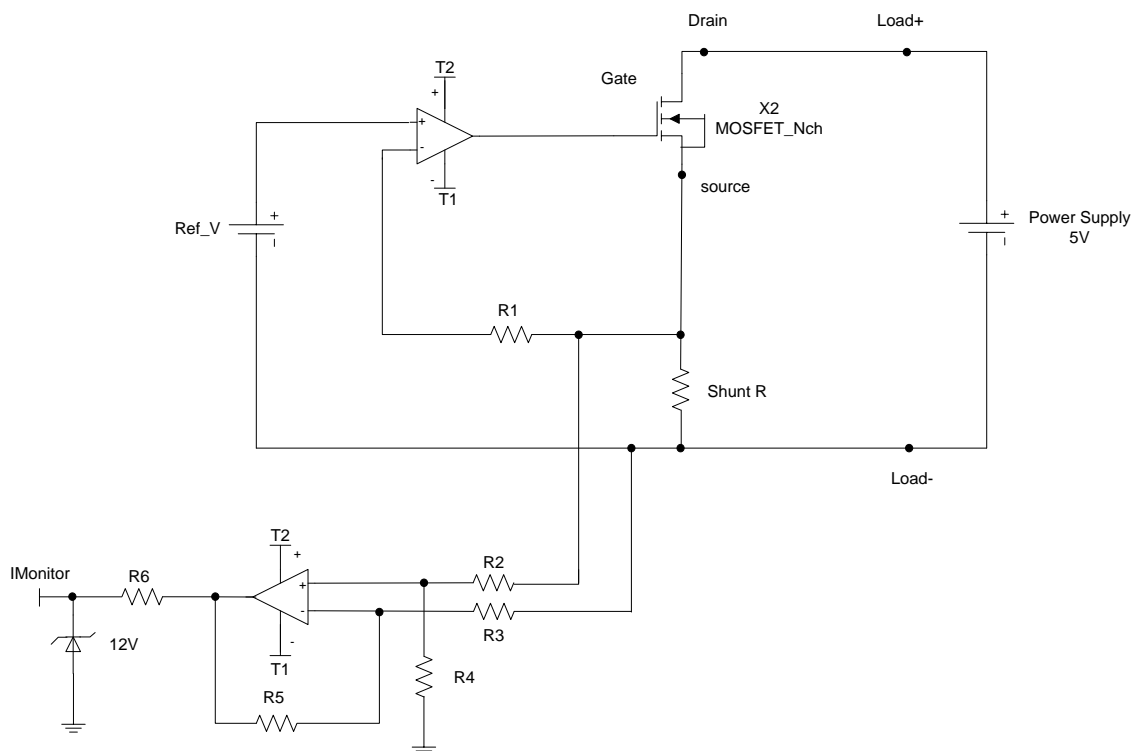 Drain
Load+
T2
+
Gate
X2
MOSFET_Nch
+
-
-
T1
source
Ref_V
+
-
+
-
Power Supply
5V
R1
Shunt R
Load-
T2
+
IMonitor
R6
+
-
R2
R3
12V
-
T1
R4
R5